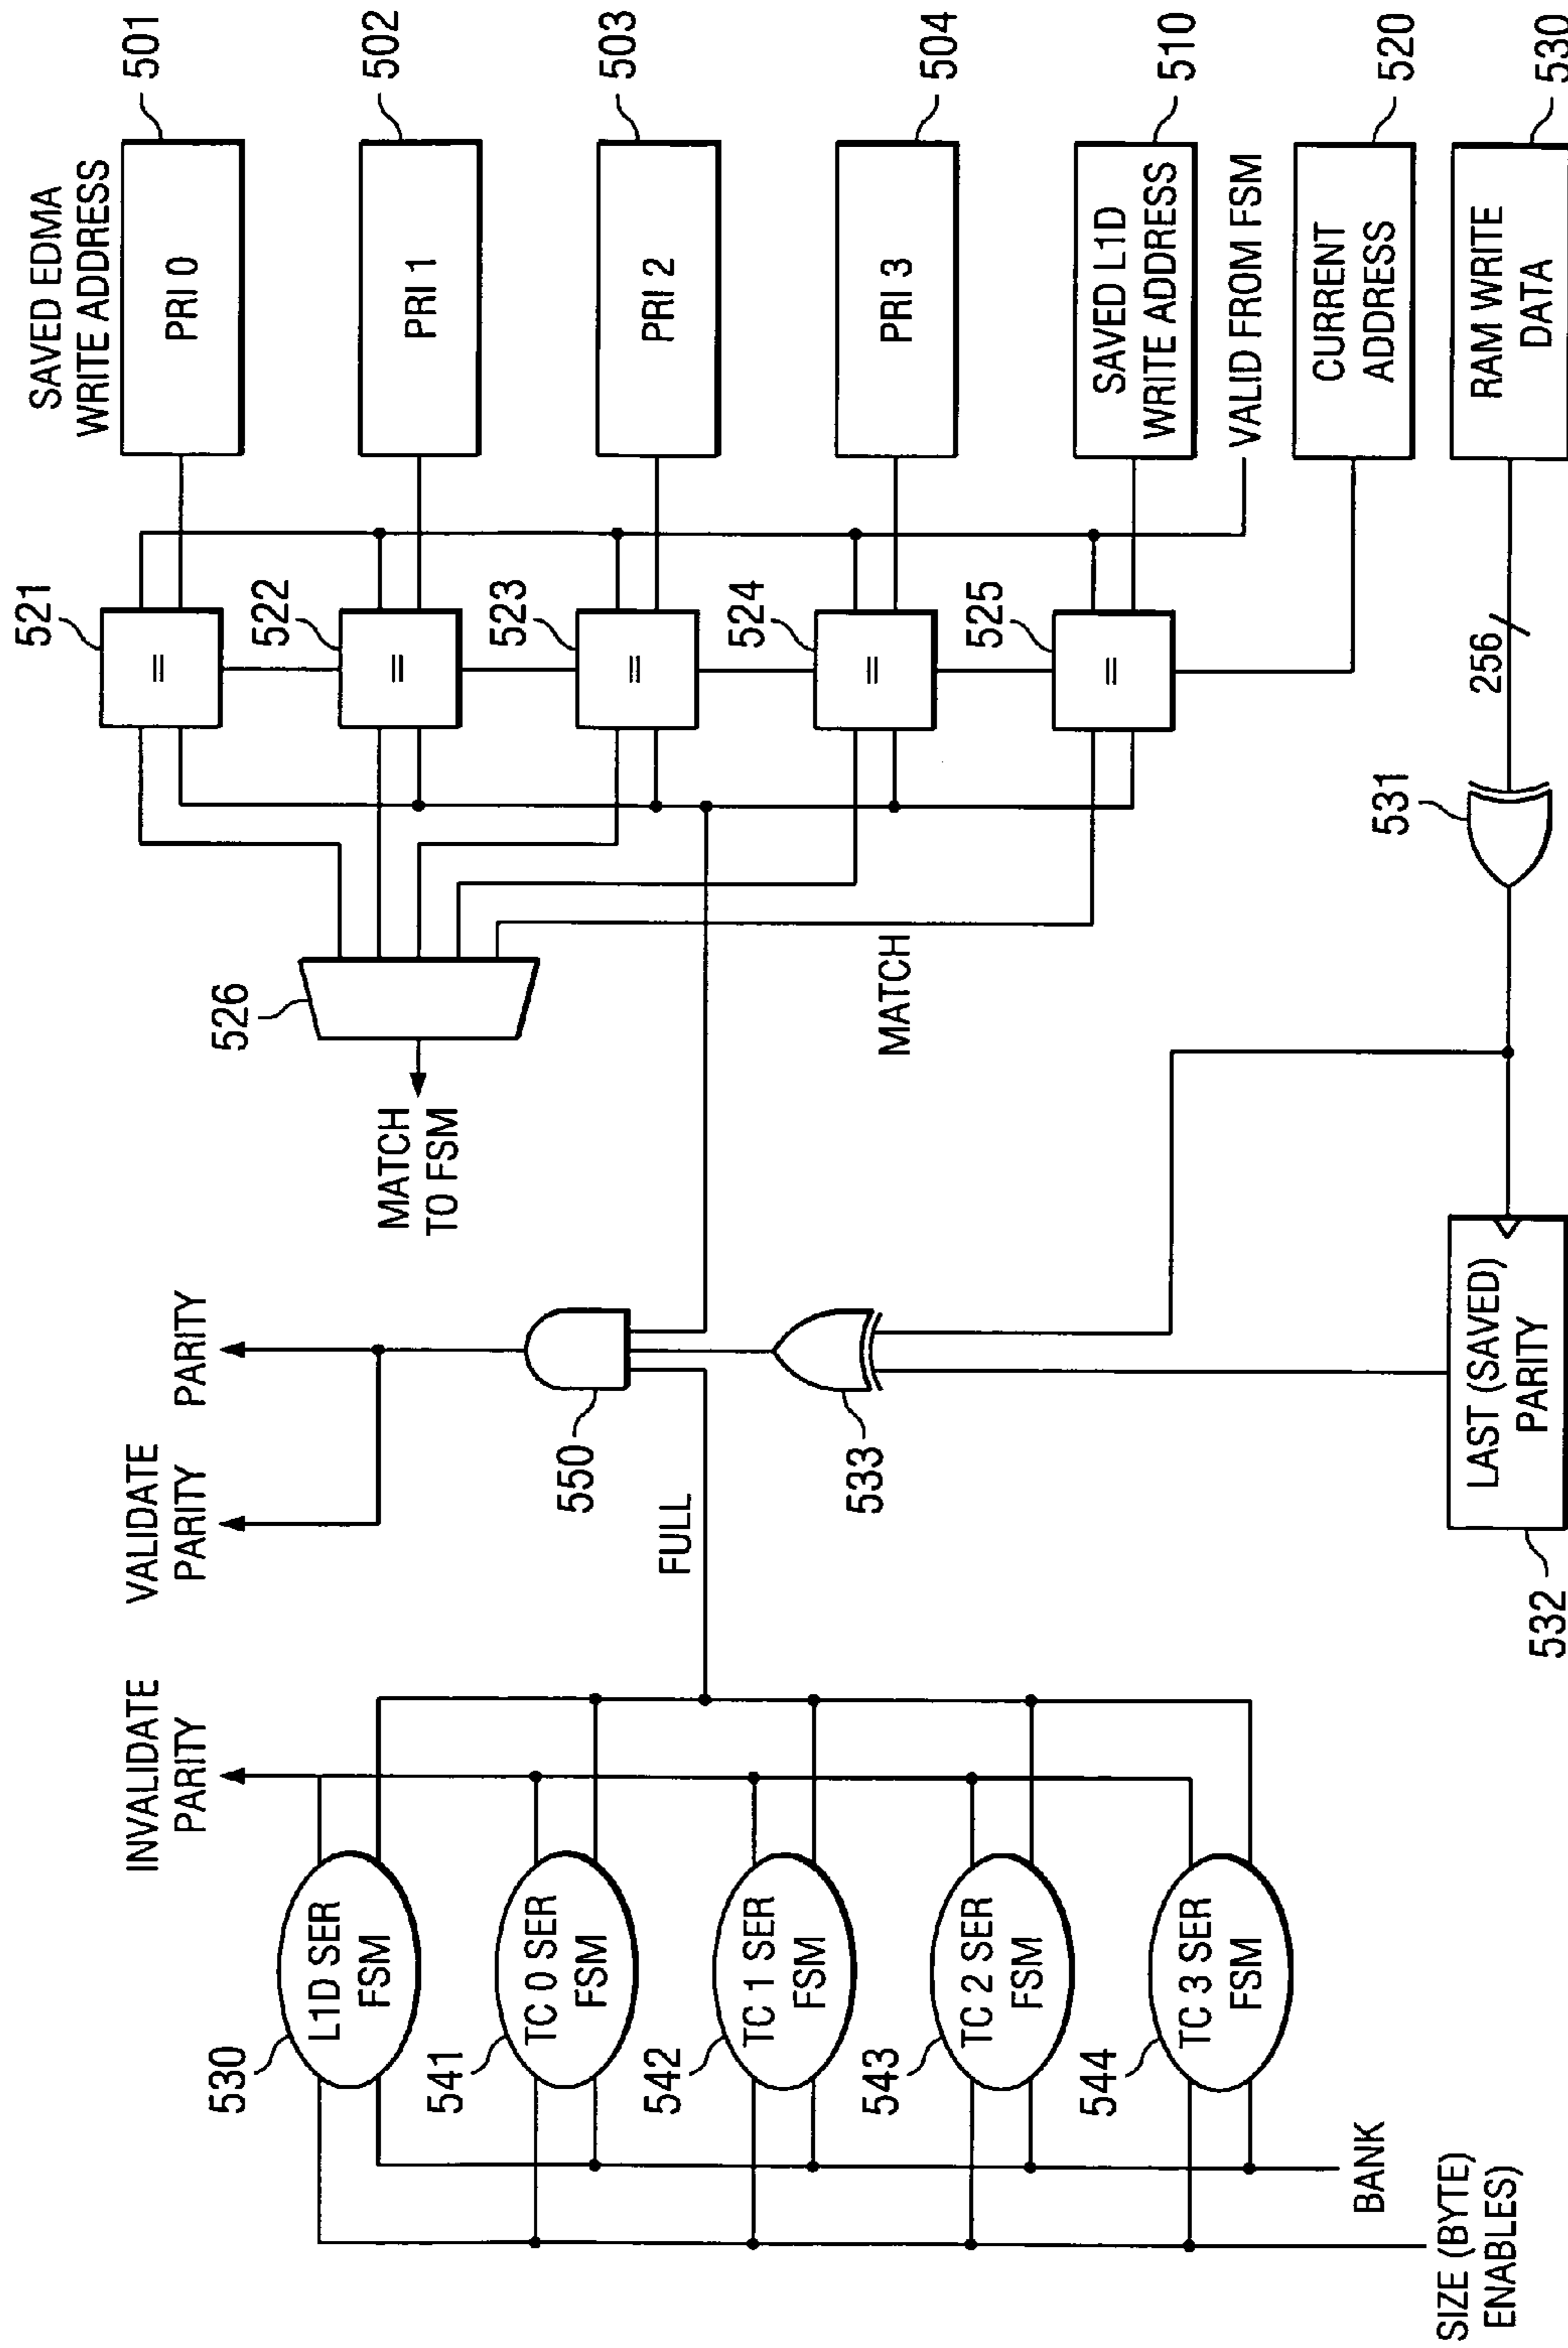 SAVED EDMA
WRITE ADDRESS
501
PRI 0
502
PRI 1
503
PRI 2
504
PRI 3
510
SAVED L1D
WRITE ADDRESS
VALID FROM FSM
520
CURRENT
ADDRESS
530
RAM WRITE
DATA
521
=
522
=
523
=
524
=
525
=
256
531
526
MATCH
MATCH
TO FSM
PARITY
VALIDATE
PARITY
550
FULL
533
LAST (SAVED)
PARITY
532
INVALIDATE
PARITY
530
L1D SER
FSM
541
TC 0 SER
FSM
542
TC 1 SER
FSM
543
TC 2 SER
FSM
544
TC 3 SER
FSM
BANK
SIZE (BYTE)
ENABLES)